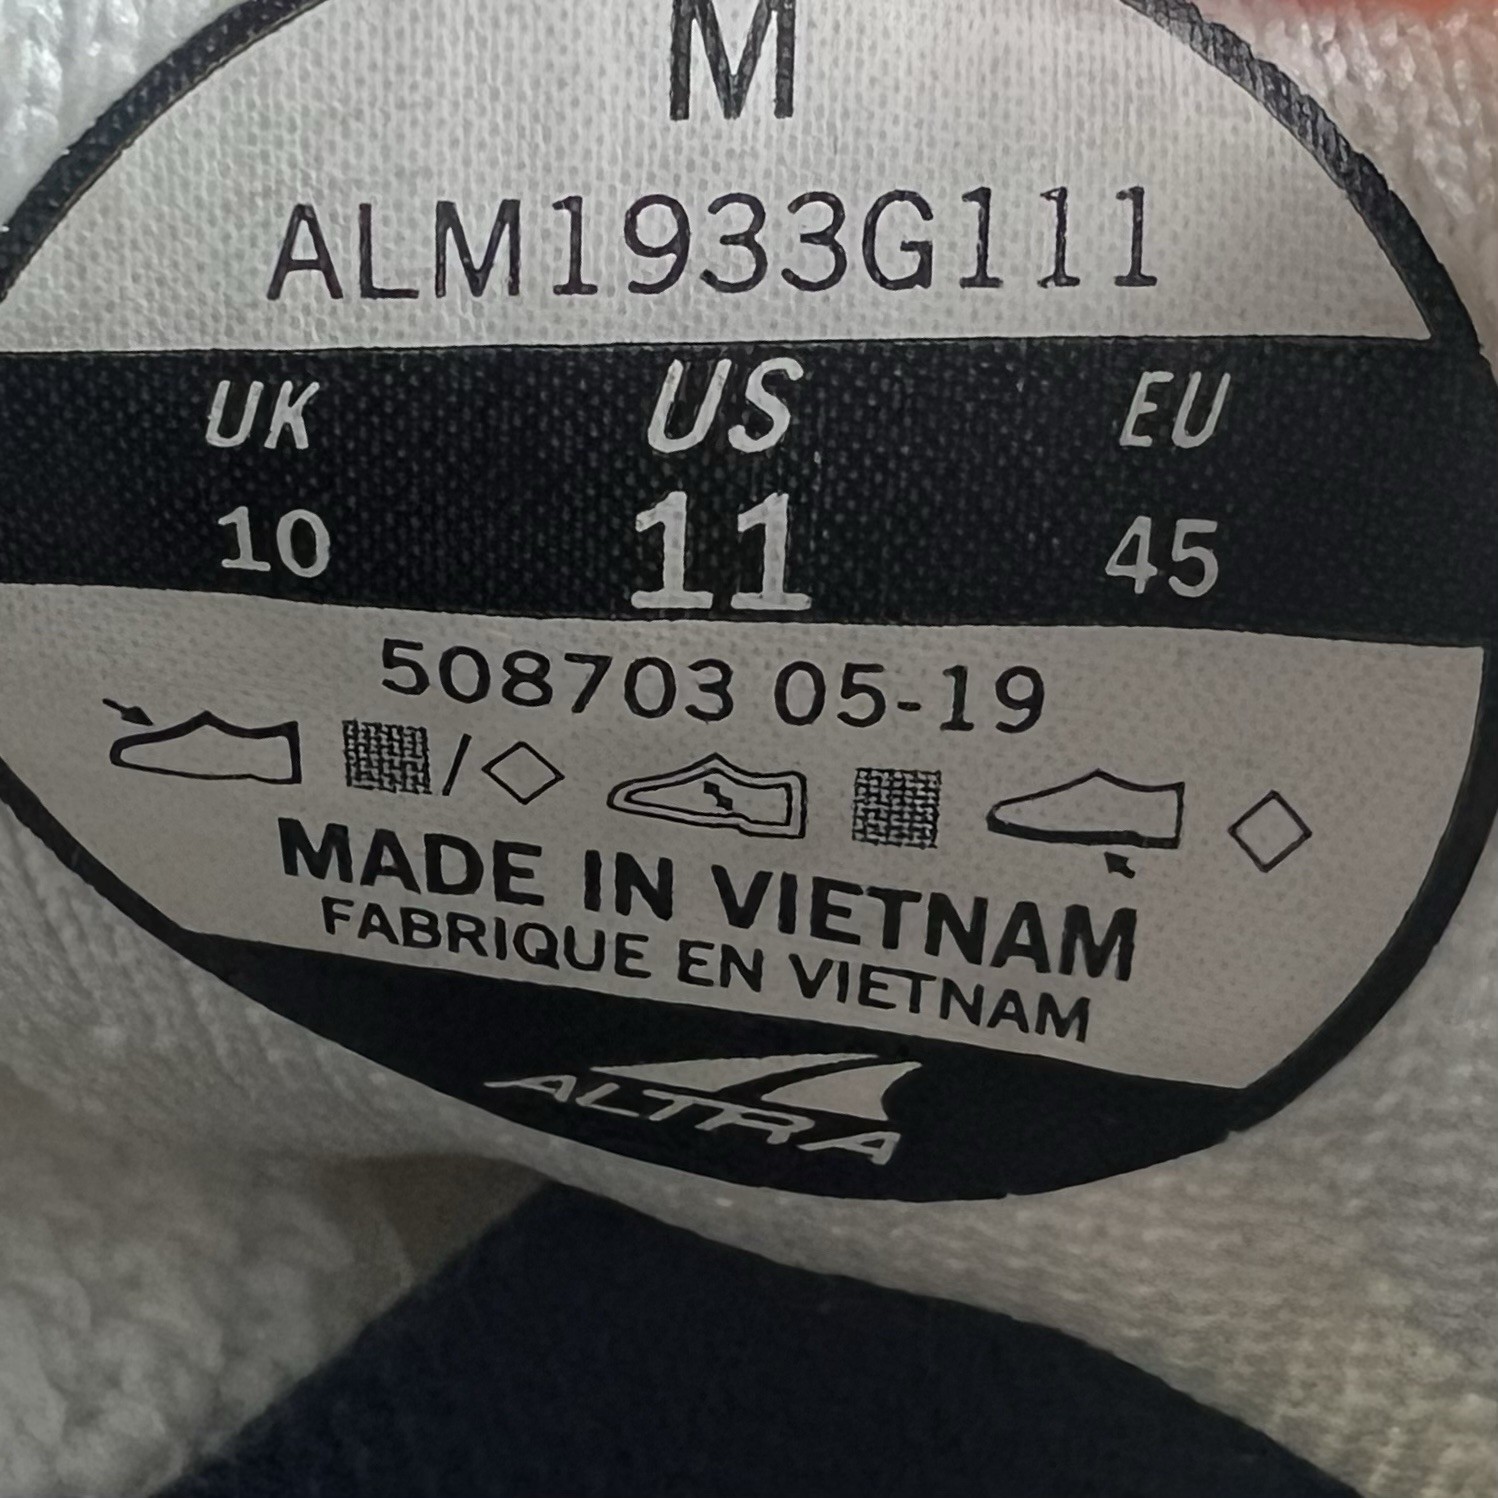 M
ALM1933G111
UK US EU
10 11 45
508703 05-19
/
MADE IN VIETNAM
FABRIQUE EN VIETNAM
ALTRA